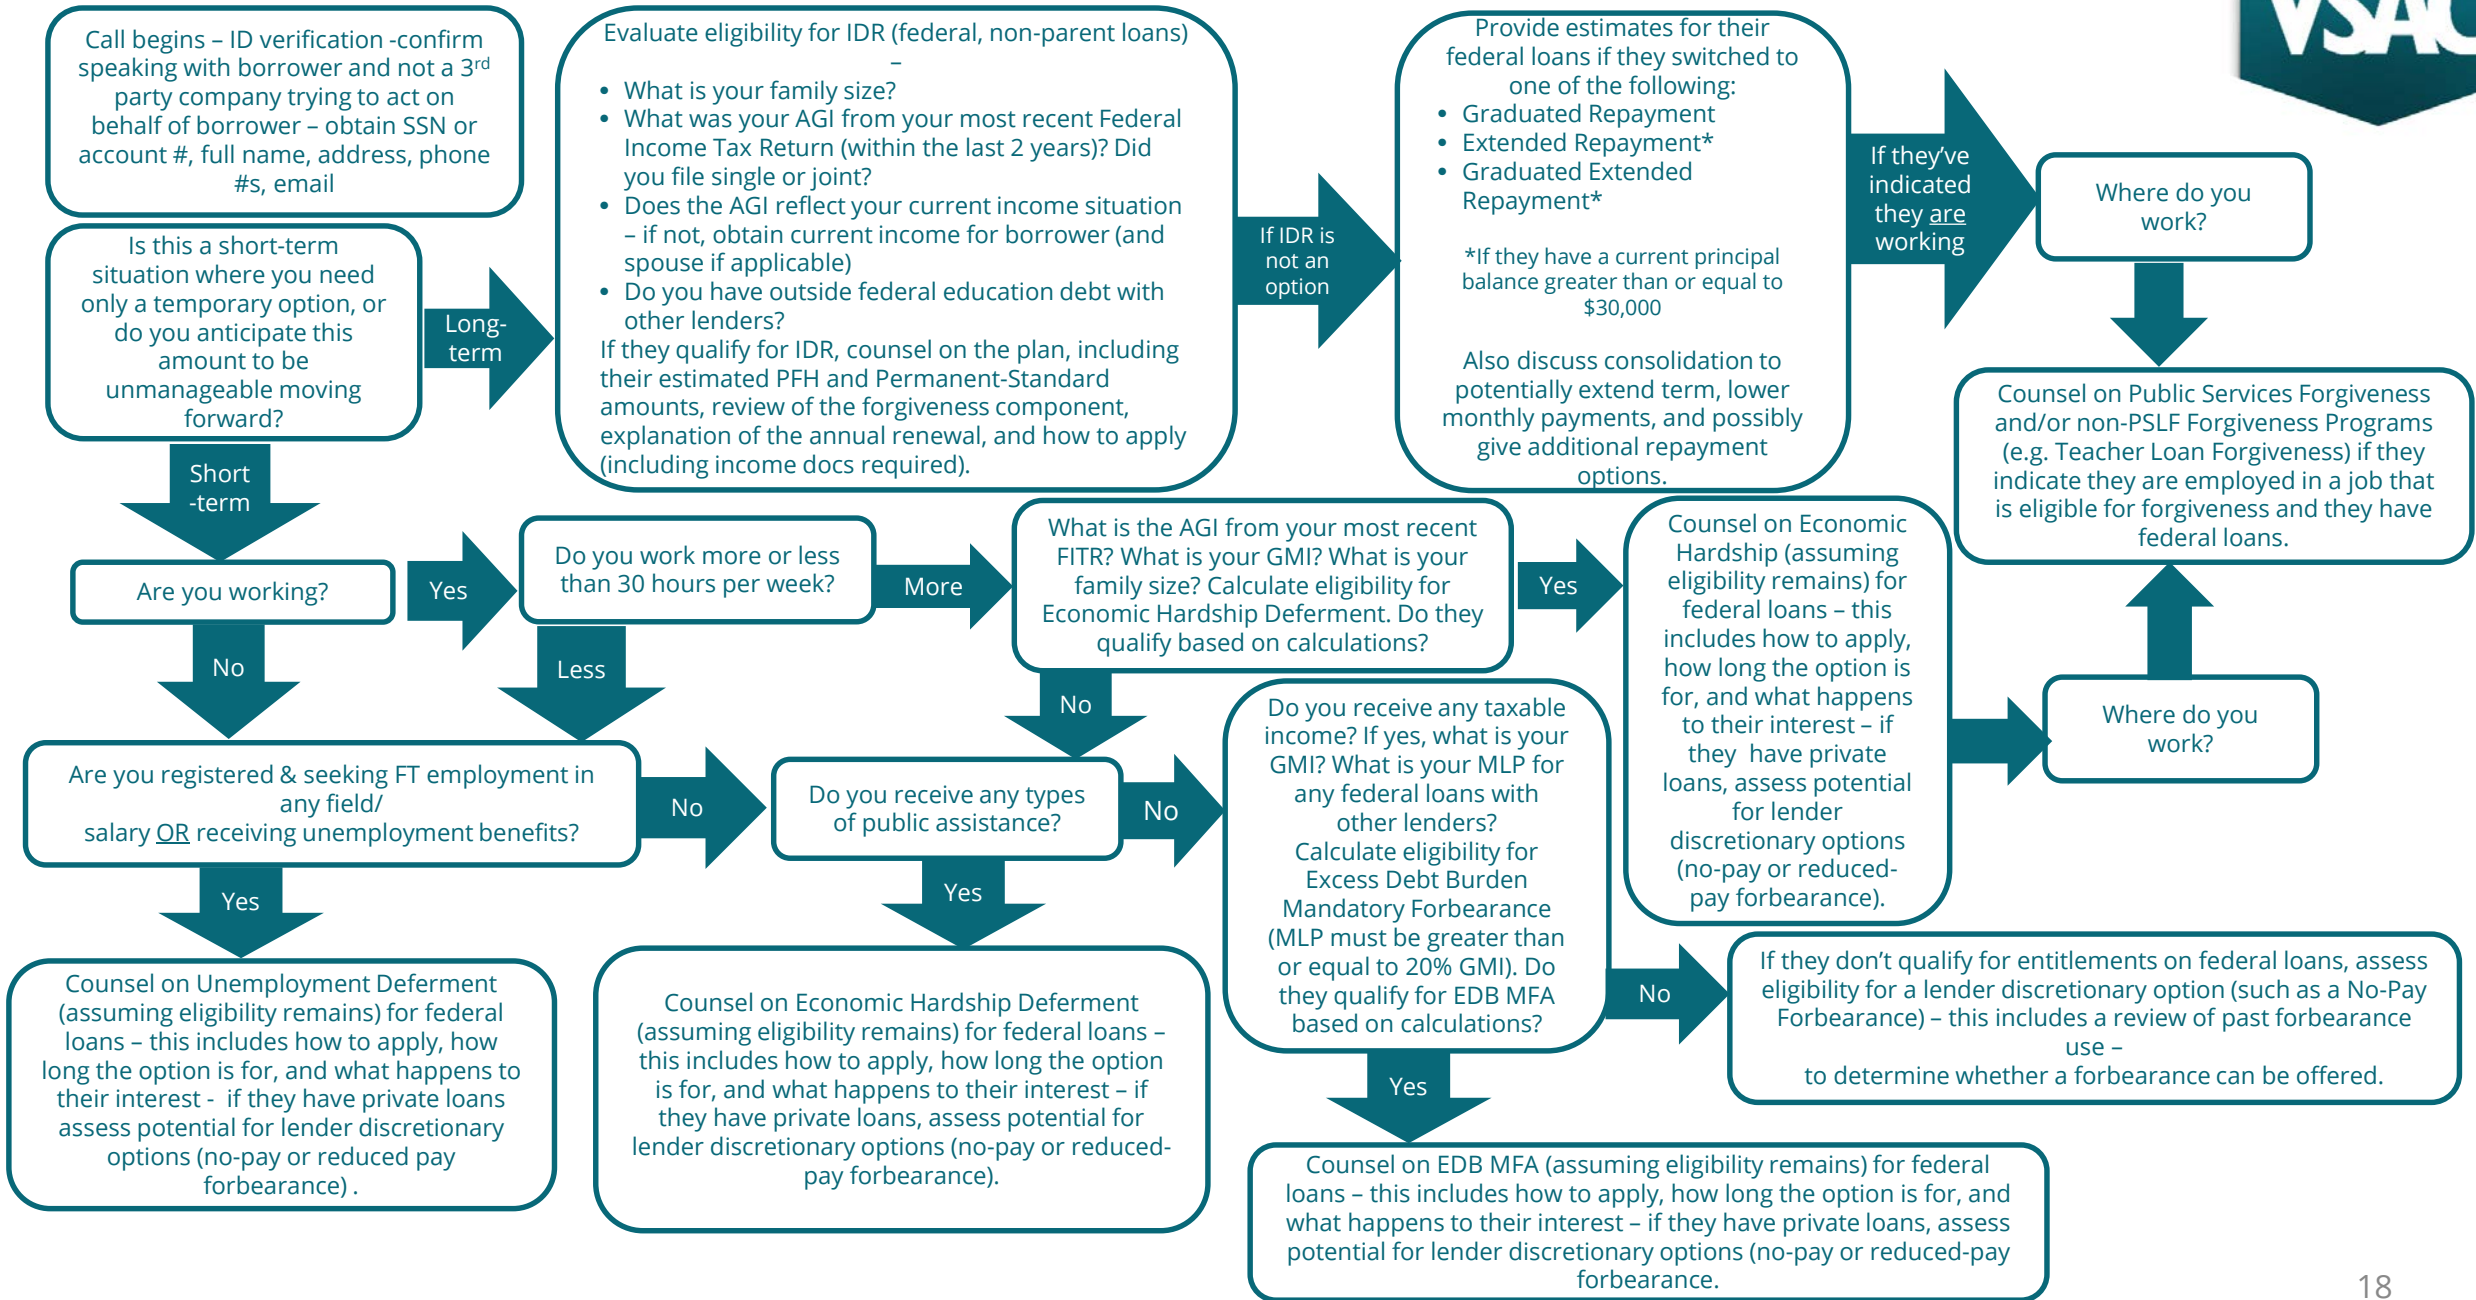 Call begins – ID verification -confirm
speaking with borrower and not a 3rd
party company trying to act on
behalf of borrower – obtain SSN or
account #, full name, address, phone
#s, email
Is this a short-term
situation where you need
only a temporary option, or
do you anticipate this
amount to be
unmanageable moving
forward?
Long-
term
Evaluate eligibility for IDR (federal, non-parent loans)
–
• What is your family size?
• What was your AGI from your most recent Federal
Income Tax Return (within the last 2 years)? Did
you file single or joint?
• Does the AGI reflect your current income situation
– if not, obtain current income for borrower (and
spouse if applicable)
• Do you have outside federal education debt with
other lenders?
If they qualify for IDR, counsel on the plan, including
their estimated PFH and Permanent-Standard
amounts, review of the forgiveness component,
explanation of the annual renewal, and how to apply
(including income docs required).
If IDR is
not an
option
Provide estimates for their
federal loans if they switched to
one of the following:
• Graduated Repayment
• Extended Repayment*
• Graduated Extended
Repayment*
*If they have a current principal
balance greater than or equal to
$30,000
Also discuss consolidation to
potentially extend term, lower
monthly payments, and possibly
give additional repayment
options.
If they’ve
indicated
they are
working
VSAC
Where do you
work?
Counsel on Public Services Forgiveness
and/or non-PSLF Forgiveness Programs
(e.g. Teacher Loan Forgiveness) if they
indicate they are employed in a job that
is eligible for forgiveness and they have
federal loans.
Short
-term
Are you working?
Yes
Do you work more or less
than 30 hours per week?
More
What is the AGI from your most recent
FITR? What is your GMI? What is your
family size? Calculate eligibility for
Economic Hardship Deferment. Do they
qualify based on calculations?
Yes
Counsel on Economic
Hardship (assuming
eligibility remains) for
federal loans – this
includes how to apply,
how long the option is
for, and what happens
to their interest – if
they have private
loans, assess potential
for lender
discretionary options
(no-pay or reduced-
pay forbearance).
Where do you
work?
No
Less
No
Are you registered & seeking FT employment in
any field/
salary OR receiving unemployment benefits?
No
Do you receive any types
of public assistance?
No
Do you receive any taxable
income? If yes, what is your
GMI? What is your MLP for
any federal loans with
other lenders?
Calculate eligibility for
Excess Debt Burden
Mandatory Forbearance
(MLP must be greater than
or equal to 20% GMI). Do
they qualify for EDB MFA
based on calculations?
No
If they don’t qualify for entitlements on federal loans, assess
eligibility for a lender discretionary option (such as a No-Pay
Forbearance) – this includes a review of past forbearance
use –
to determine whether a forbearance can be offered.
Yes
Yes
Yes
Counsel on Unemployment Deferment
(assuming eligibility remains) for federal
loans – this includes how to apply, how
long the option is for, and what happens to
their interest - if they have private loans
assess potential for lender discretionary
options (no-pay or reduced pay
forbearance) .
Counsel on Economic Hardship Deferment
(assuming eligibility remains) for federal loans –
this includes how to apply, how long the option
is for, and what happens to their interest – if
they have private loans, assess potential for
lender discretionary options (no-pay or reduced-
pay forbearance).
Counsel on EDB MFA (assuming eligibility remains) for federal
loans – this includes how to apply, how long the option is for, and
what happens to their interest – if they have private loans, assess
potential for lender discretionary options (no-pay or reduced-pay
forbearance.
18